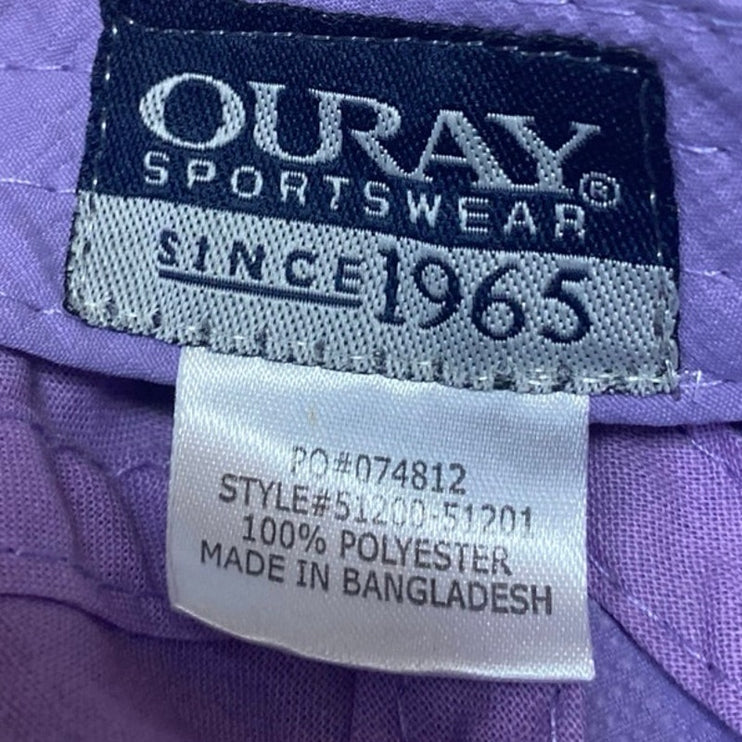 OURAY
SPORTSWEAR®
SINCE 1965
PO#074812
STYLE#51200-51201
100% POLYESTER
MADE IN BANGLADESH